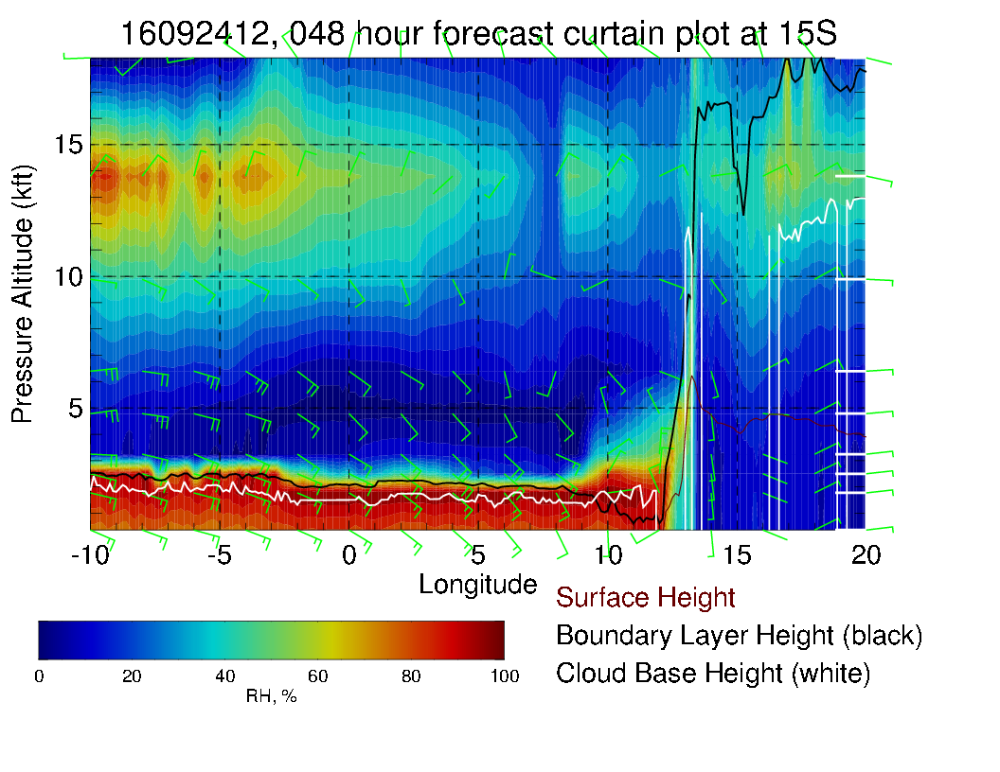 16092412, 048 hour forecast curtain plot at 15S
Pressure Altitude (kft)
15
10
5
-10 -5 0 5 10 15 20
Longitude
Surface Height
Boundary Layer Height (black)
Cloud Base Height (white)
0 20 40 60 80 100
RH, %